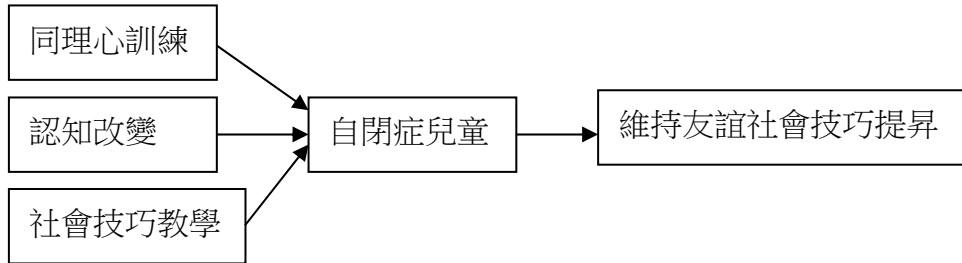 同理心訓練
認知改變
社會技巧教學
自閉症兒童
維持友誼社會技巧提昇